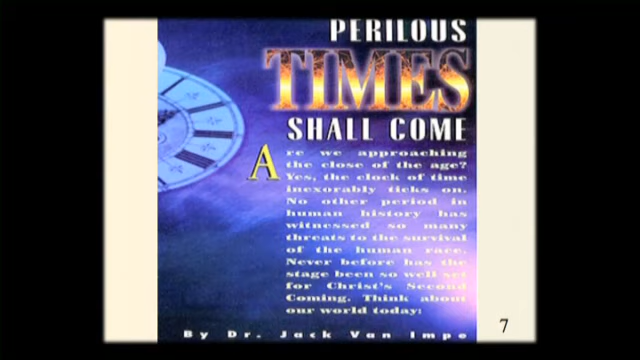 PERILOUS
TIMES
SHALL COME
Are we approaching
the close of the age?
Yes, the clock of time
inexorably ticks on.
No other period in
human history has
witnessed so many
threats to the survival
of the human race.
Never before has the
stage been so well set
for Christ's Second
Coming. Think about
our world today:
By Dr. Jack Van Impe
7